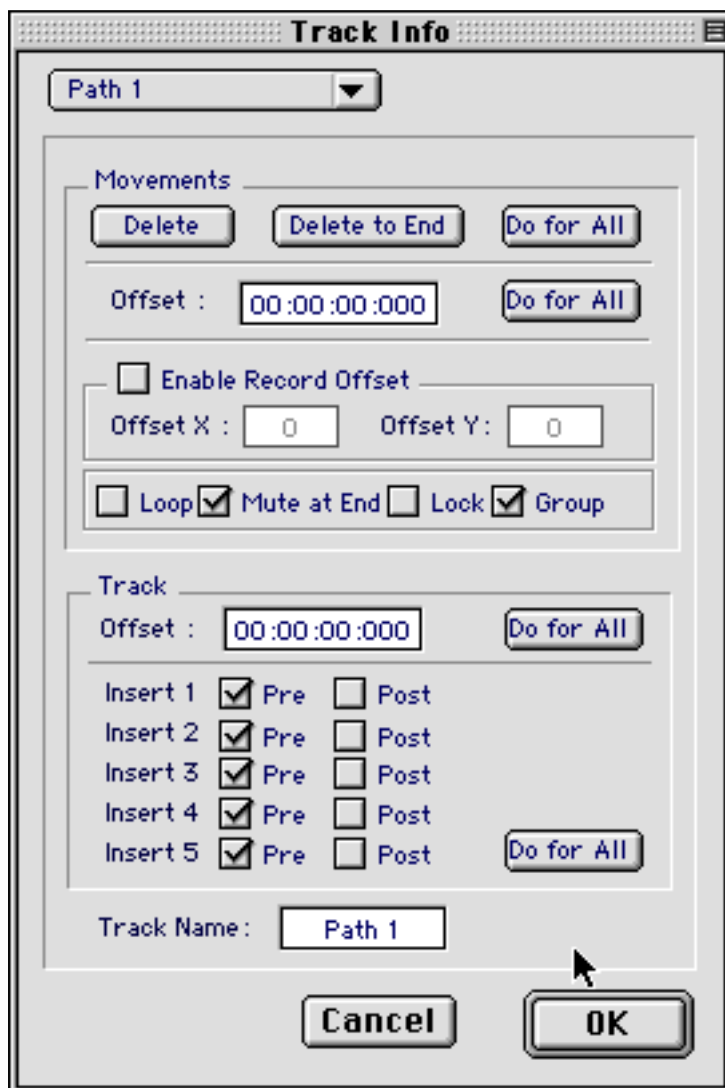 Track Info
Path 1
Movements
Delete Delete to End Do for All
Offset : 00:00:00:000 Do for All
Enable Record Offset
Offset X : 0 Offset Y : 0
Loop Mute at End Lock Group
Track
Offset : 00:00:00:000 Do for All
Insert 1 Pre Post
Insert 2 Pre Post
Insert 3 Pre Post
Insert 4 Pre Post
Insert 5 Pre Post Do for All
Track Name : Path 1
Cancel OK